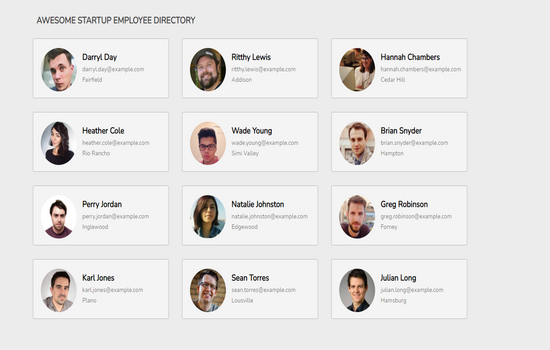 AWESOME STARTUP EMPLOYEE DIRECTORY
Darryl Day
darryl.day@example.com
Fairfield
Ritthy Lewis
ritthy.lewis@example.com
Addison
Hannah Chambers
hannah.chambers@example.com
Cedar Hill
Heather Cole
heather.cole@example.com
Rio Rancho
Wade Young
wade.young@example.com
Simi Valley
Brian Snyder
brian.snyder@example.com
Hampton
Perry Jordan
perry.jordan@example.com
Inglewood
Natalie Johnston
natalie.johnston@example.com
Edgewood
Greg Robinson
greg.robinson@example.com
Forney
Karl Jones
karl.jones@example.com
Plano
Sean Torres
sean.torres@example.com
Lousville
Julian Long
julian.long@example.com
Harrisburg